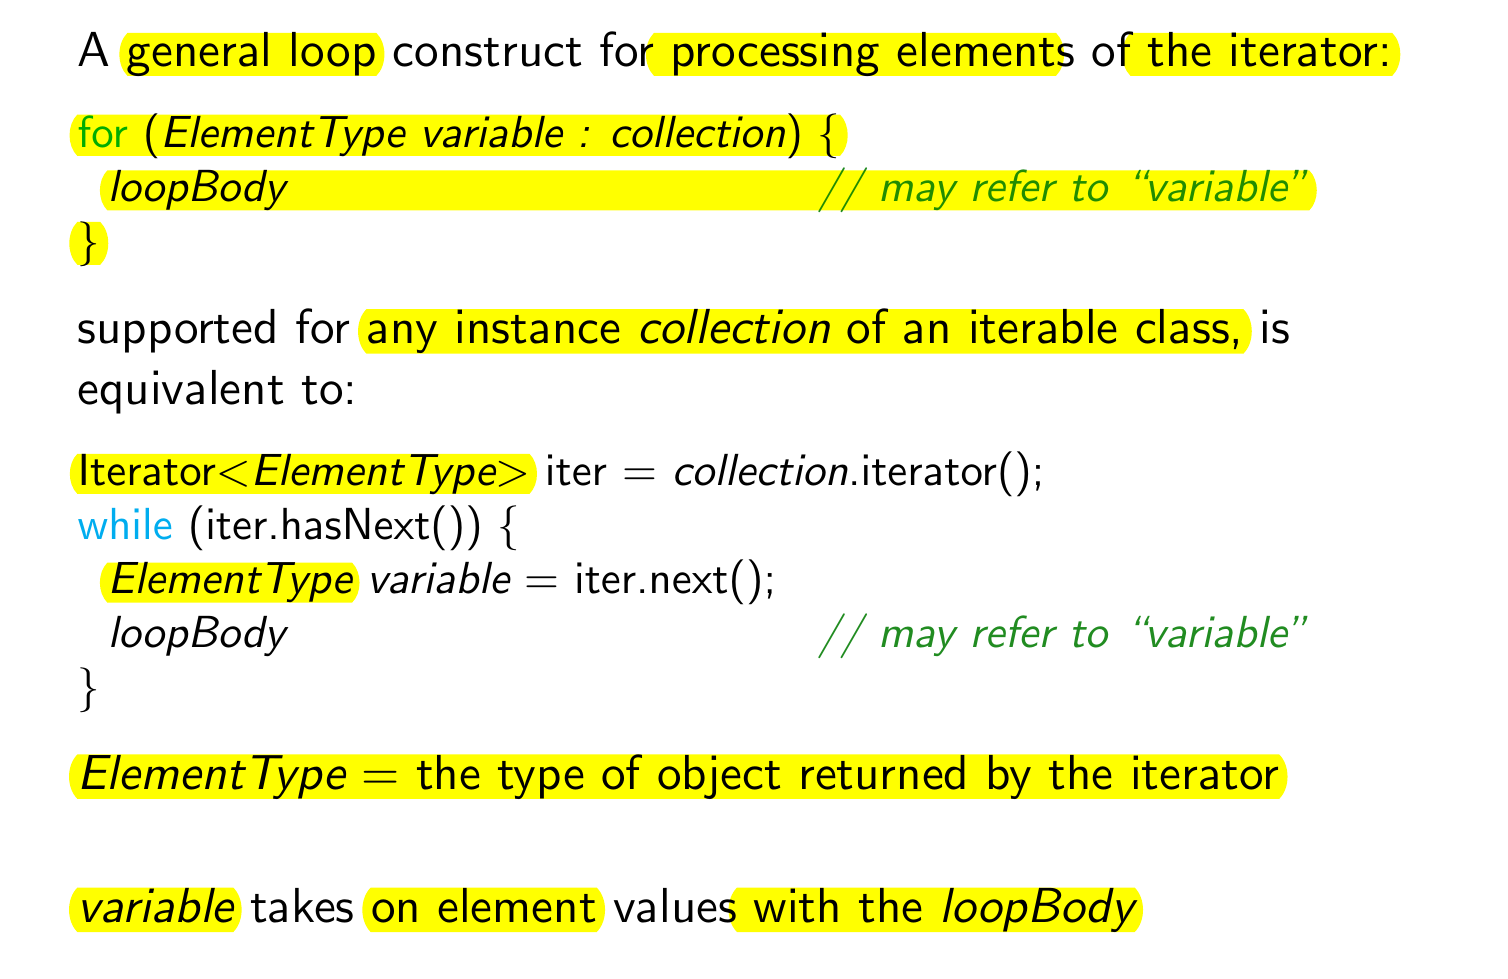 A general loop construct for processing elements of the iterator:
for (ElementType variable : collection) {
loopBody // may refer to “variable”
}
supported for any instance collection of an iterable class, is
equivalent to:
Iterator<ElementType> iter = collection.iterator();
while (iter.hasNext()) {
ElementType variable = iter.next();
loopBody // may refer to “variable”
}
ElementType = the type of object returned by the iterator
variable takes on element values with the loopBody